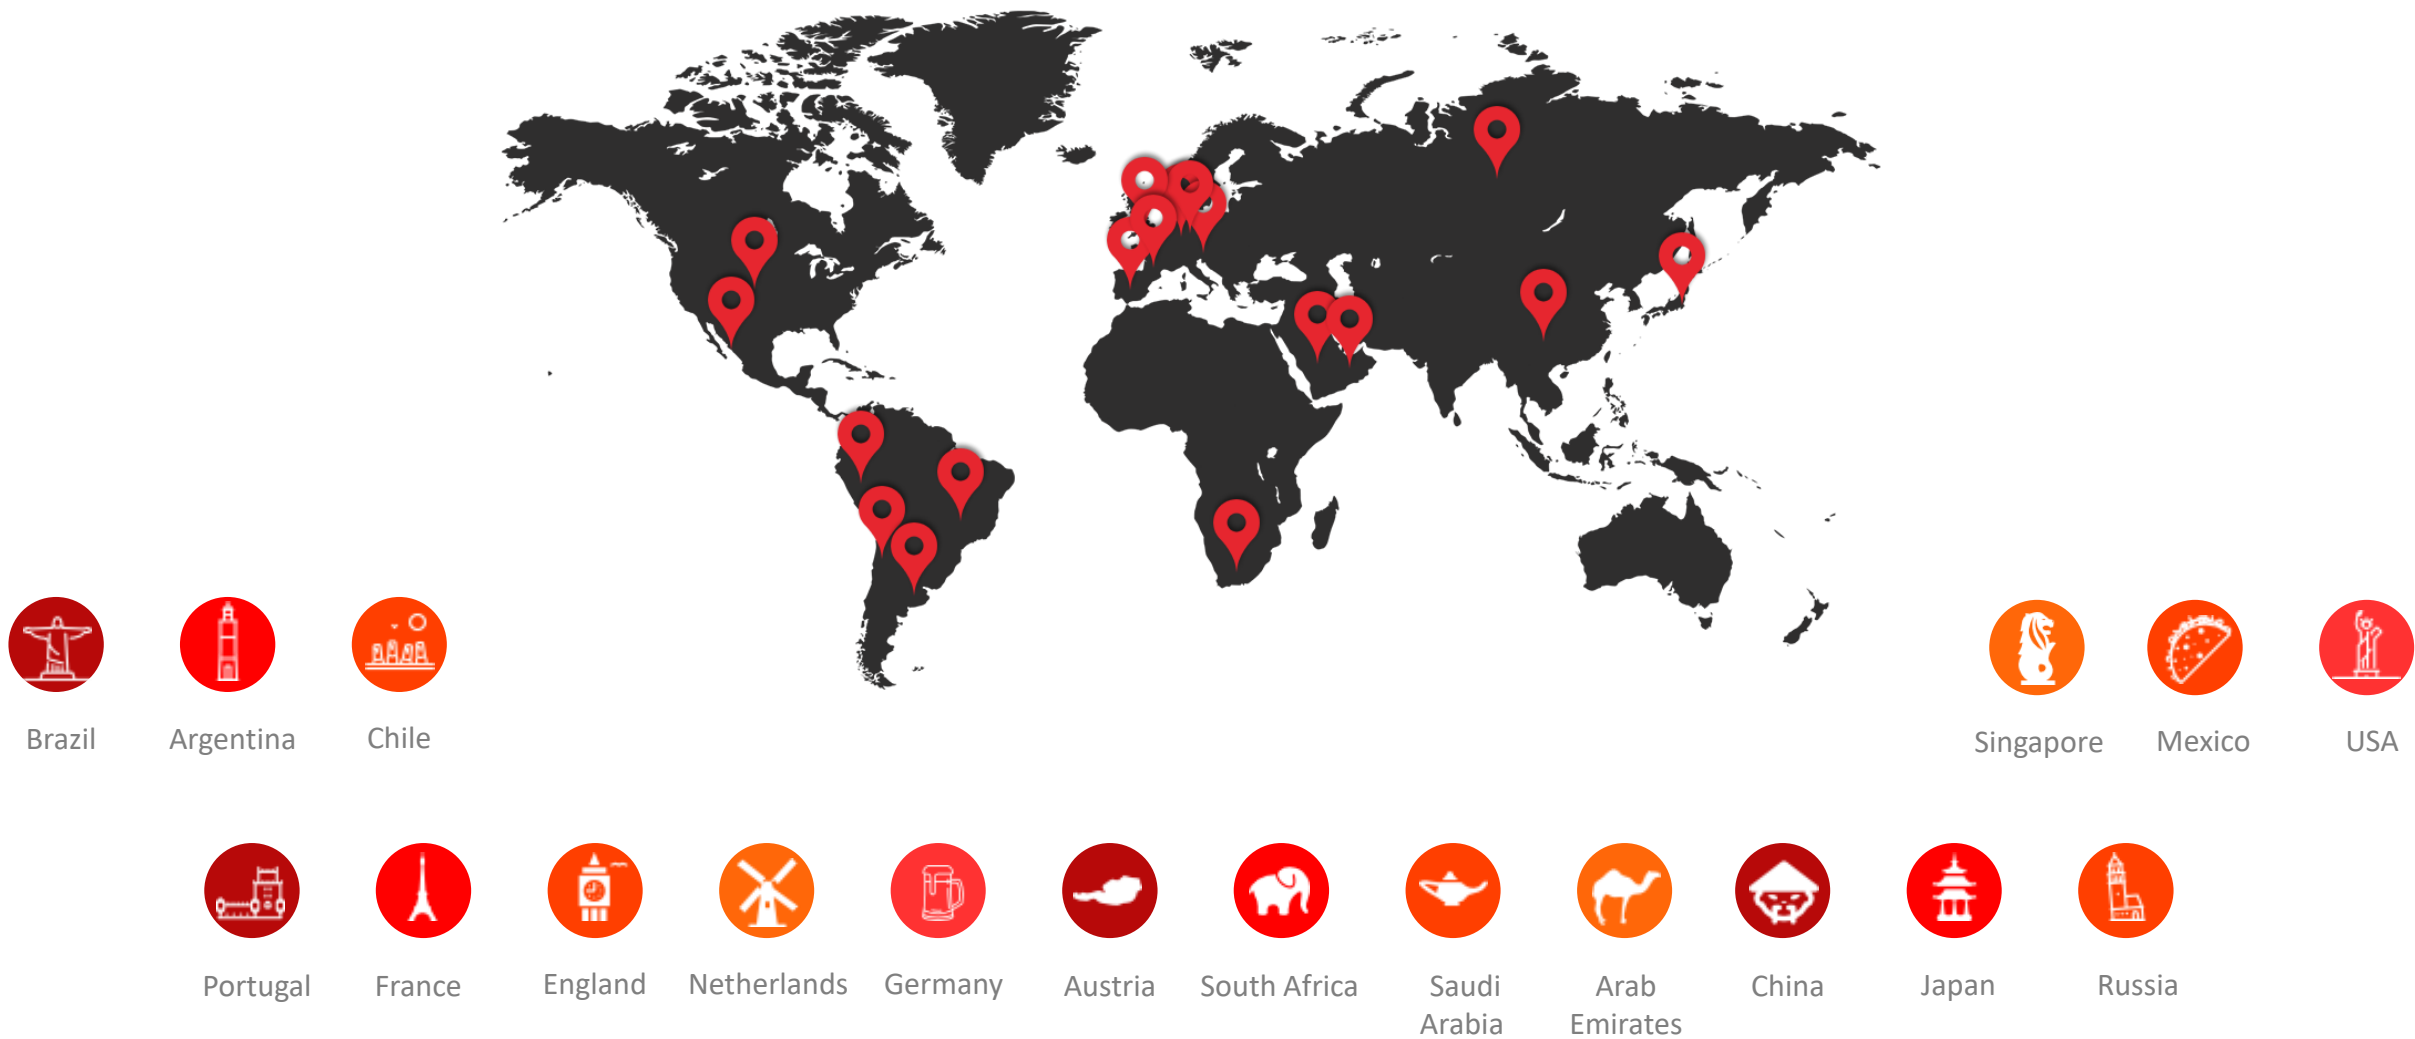 Brazil
Argentina
Chile
Singapore
Mexico
USA
Portugal
France
England
Netherlands
Germany
Austria
South Africa
Saudi
Arabia
Arab
Emirates
China
Japan
Russia